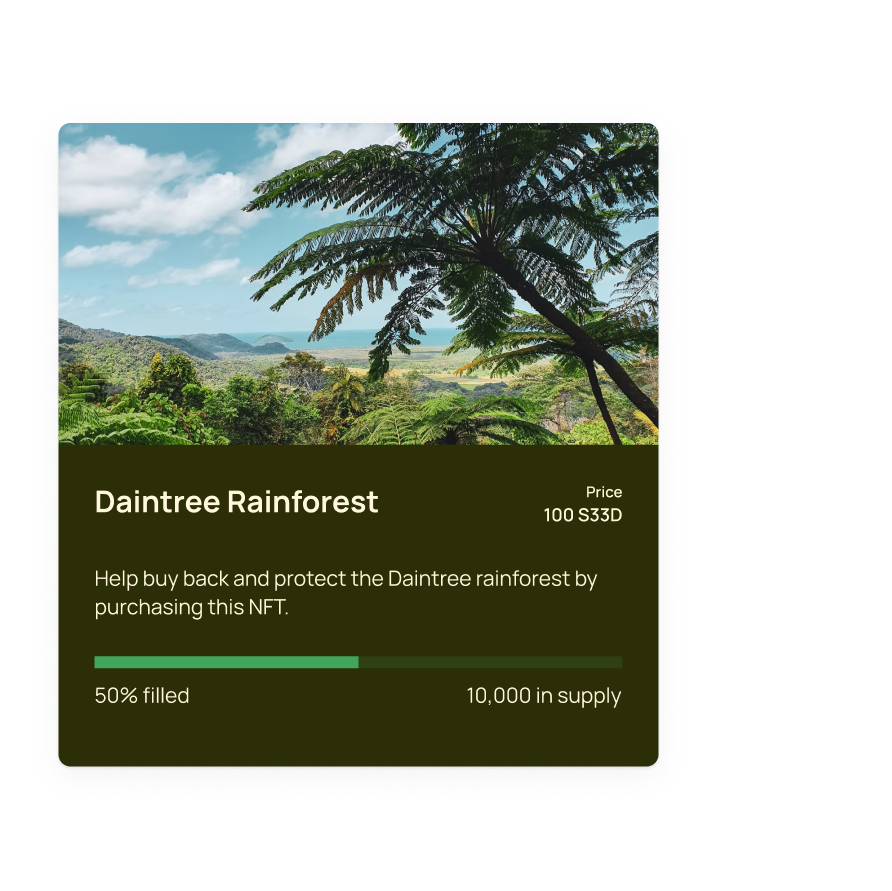 Daintree Rainforest
Price
100 S33D
Help buy back and protect the Daintree rainforest by
purchasing this NFT.
50% filled
10,000 in supply